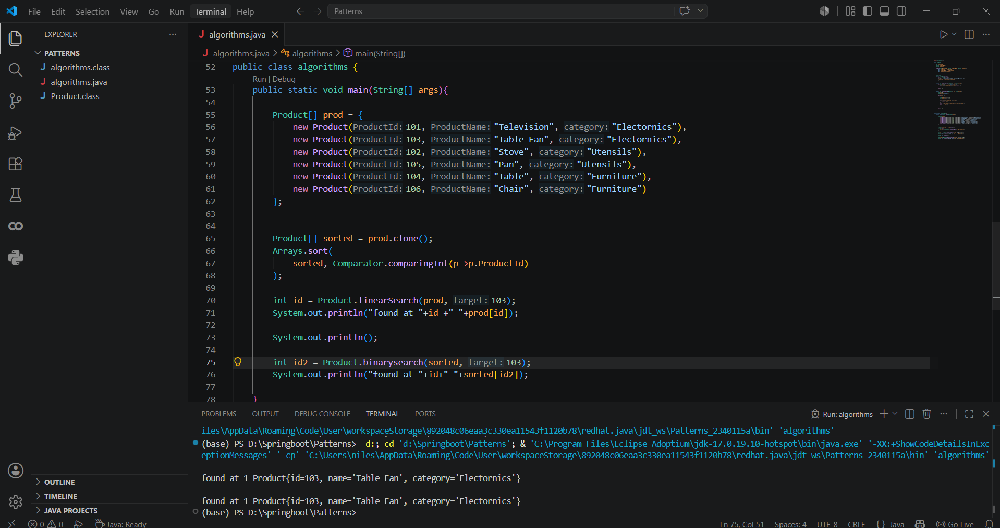 File Edit Selection View Go Run Terminal Help
Patterns
EXPLORER
PATTERNS
algorithms.class
algorithms.java
Product.class
OUTLINE
TIMELINE
JAVA PROJECTS
algorithms.java
algorithms.java > algorithms > main(String[])
52 public class algorithms {
Run | Debug
53 public static void main(String[] args){
54
55 Product[] prod = {
56 new Product(ProductId: 101, ProductName: "Television", category: "Electornics"),
57 new Product(ProductId: 103, ProductName: "Table Fan", category: "Electornics"),
58 new Product(ProductId: 102, ProductName: "Stove", category: "Utensils"),
59 new Product(ProductId: 105, ProductName: "Pan", category: "Utensils"),
60 new Product(ProductId: 104, ProductName: "Table", category: "Furniture"),
61 new Product(ProductId: 106, ProductName: "Chair", category: "Furniture")
62 };
63
64
65 Product[] sorted = prod.clone();
66 Arrays.sort(
67 sorted, Comparator.comparingInt(p->p.ProductId)
68 );
69
70 int id = Product.linearSearch(prod, target: 103);
71 System.out.println("found at "+id +" "+prod[id]);
72
73 System.out.println();
74
75 int id2 = Product.binarysearch(sorted, target: 103);
76 System.out.println("found at "+id+" "+sorted[id2]);
77
78 }
PROBLEMS OUTPUT DEBUG CONSOLE TERMINAL PORTS
Run: algorithms
iles\AppData\Roaming\Code\User\workspaceStorage\892048c06eaa3c330ea11543f1120b78\redhat.java\jdt_ws\Patterns_2340115a\bin' 'algorithms'
(base) PS D:\Springboot\Patterns> d:; cd 'd:\Springboot\Patterns'; & 'C:\Program Files\Eclipse Adoptium\jdk-17.0.19.10-hotspot\bin\java.exe' '-XX:+ShowCodeDetailsInExc
eptionMessages' '-cp' 'C:\Users\niles\AppData\Roaming\Code\User\workspaceStorage\892048c06eaa3c330ea11543f1120b78\redhat.java\jdt_ws\Patterns_2340115a\bin' 'algorithms'
found at 1 Product{id=103, name='Table Fan', category='Electornics'}
found at 1 Product{id=103, name='Table Fan', category='Electornics'}
(base) PS D:\Springboot\Patterns>
0 0 Java: Ready
Ln 75, Col 51 Spaces: 4 UTF-8 CRLF {} Java Go Live